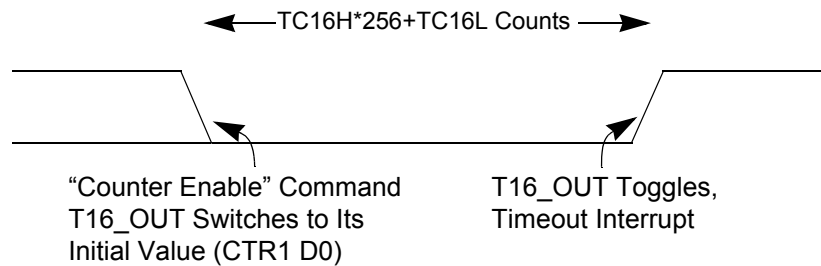 TC16H*256+TC16L Counts
“Counter Enable” Command
T16_OUT Switches to Its
Initial Value (CTR1 D0)
T16_OUT Toggles,
Timeout Interrupt